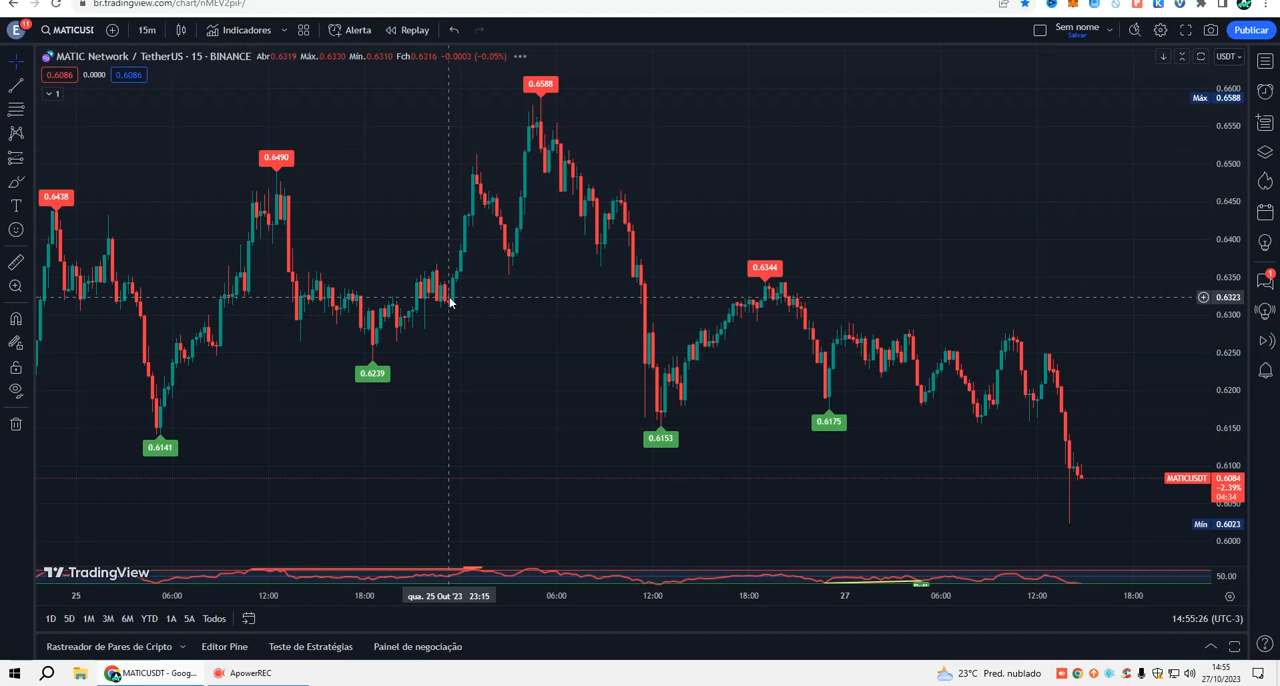 br.tradingview.com/chart/nMEV2piF/
E 11 MATICUSI 15m Indicadores Alerta Replay Sem nome Salvar Publicar
MATIC Network / TetherUS · 15 · BINANCE Abr0.6319 Máx.0.6330 Mín.0.6310 Fch0.6316 −0.0003 (−0.05%) USDT
0.6086 0.0000 0.6086
1
0.6438
0.6490
0.6588
0.6344
0.6141
0.6239
0.6153
0.6175
0.6600
Máx 0.6588
0.6550
0.6500
0.6450
0.6400
0.6350
0.6323
0.6300
0.6250
0.6200
0.6150
0.6100
MATICUSDT 0.6084
−2.39%
04:34
0.6050
Mín 0.6023
0.6000
1
TradingView
50.00
25 06:00 12:00 18:00 qua. 25 Out '23 23:15 06:00 12:00 18:00 27 06:00 12:00 18:00
1D 5D 1M 3M 6M YTD 1A 5A Todos 14:55:26 (UTC-3)
Rastreador de Pares de Cripto Editor Pine Teste de Estratégias Painel de negociação
MATICUSDT - Goog... ApowerREC 23°C Pred. nublado 14:55
27/10/2023